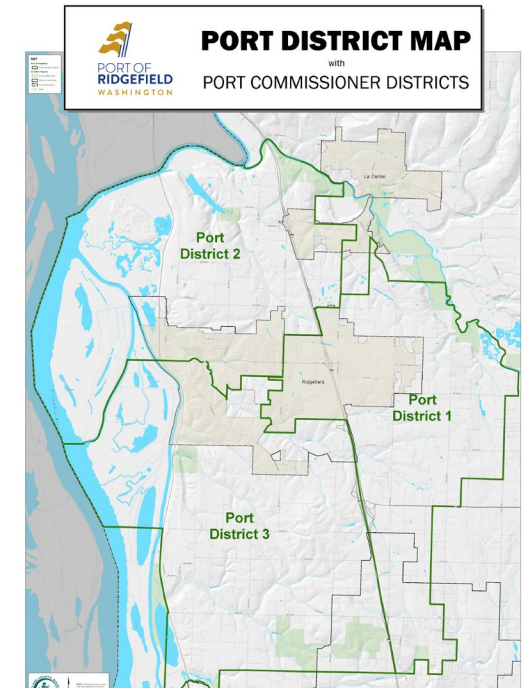 PORT OF
RIDGEFIELD
WASHINGTON
PORT DISTRICT MAP
with
PORT COMMISSIONER DISTRICTS
KEY
La Center
Port
District 2
Ridgefield
Port
District 1
Port
District 3